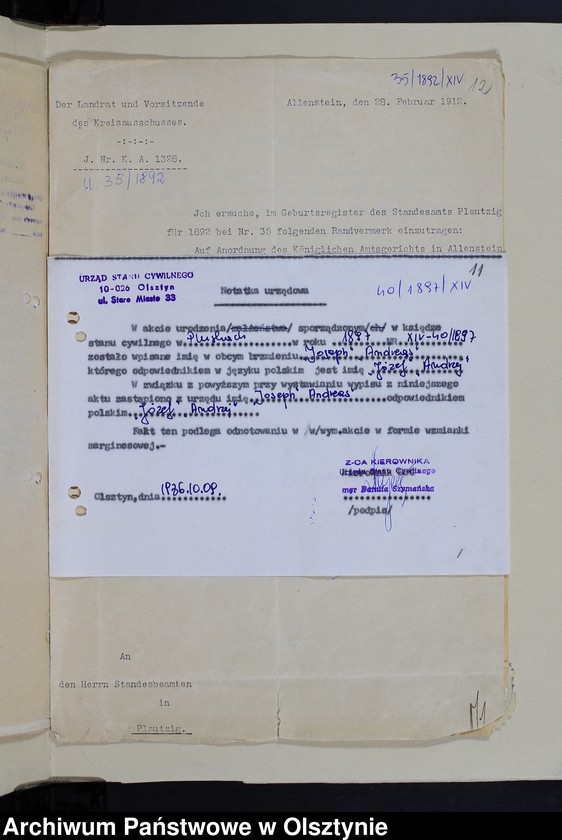 35/1892/XIV 12
Der Landrat und Vorsitzende
des Kreisausschusses.
-:-:-:-
J. Nr. K. A. 1328.
U. 35/1892
Allenstein, den 28. Februar 1912.
Jch ersuche, im Geburtsregister des Standesamts Plautzig
für 1892 bei Nr. 35 folgenden Randvermerk einzutragen:
Auf Anordnung des Königlichen Amtsgerichts in Allenstein
11
URZĄD STANU CYWILNEGO
10-026 Olsztyn
ul. Stare Miasto 33
40/1897/XIV
Notatka urzędowa
W akcie urodzenia/małżeństwa/ sporządzonym/ch/ w księdze
stanu cywilnego w Pluskach w roku 1897 NR XIV-40/1897
zostało wpisane imię w obcym brzmieniu "Joseph" Andreas"
którego odpowiednikiem w języku polskim jest imię "Józef", Andrzej"
W związku z powyższym przy wystawianiu wypisu z niniejszego
aktu zastąpiono z urzędu imię "Joseph" Andreas" odpowiednikiem
polskim "Józef" Andrzej"
Fakt ten podlega odnotowaniu w w/wym.akcie w formie wzmianki
marginesowej.-
Z-CA KIEROWNIKA
Urzędu Stanu Cywilnego
mgr Danuta Szymańska
Olsztyn,dnia 1986.10.09.
/podpis/
An
den Herrn Standesbeamten
in
Plautzig.
Archiwum Państwowe w Olsztynie